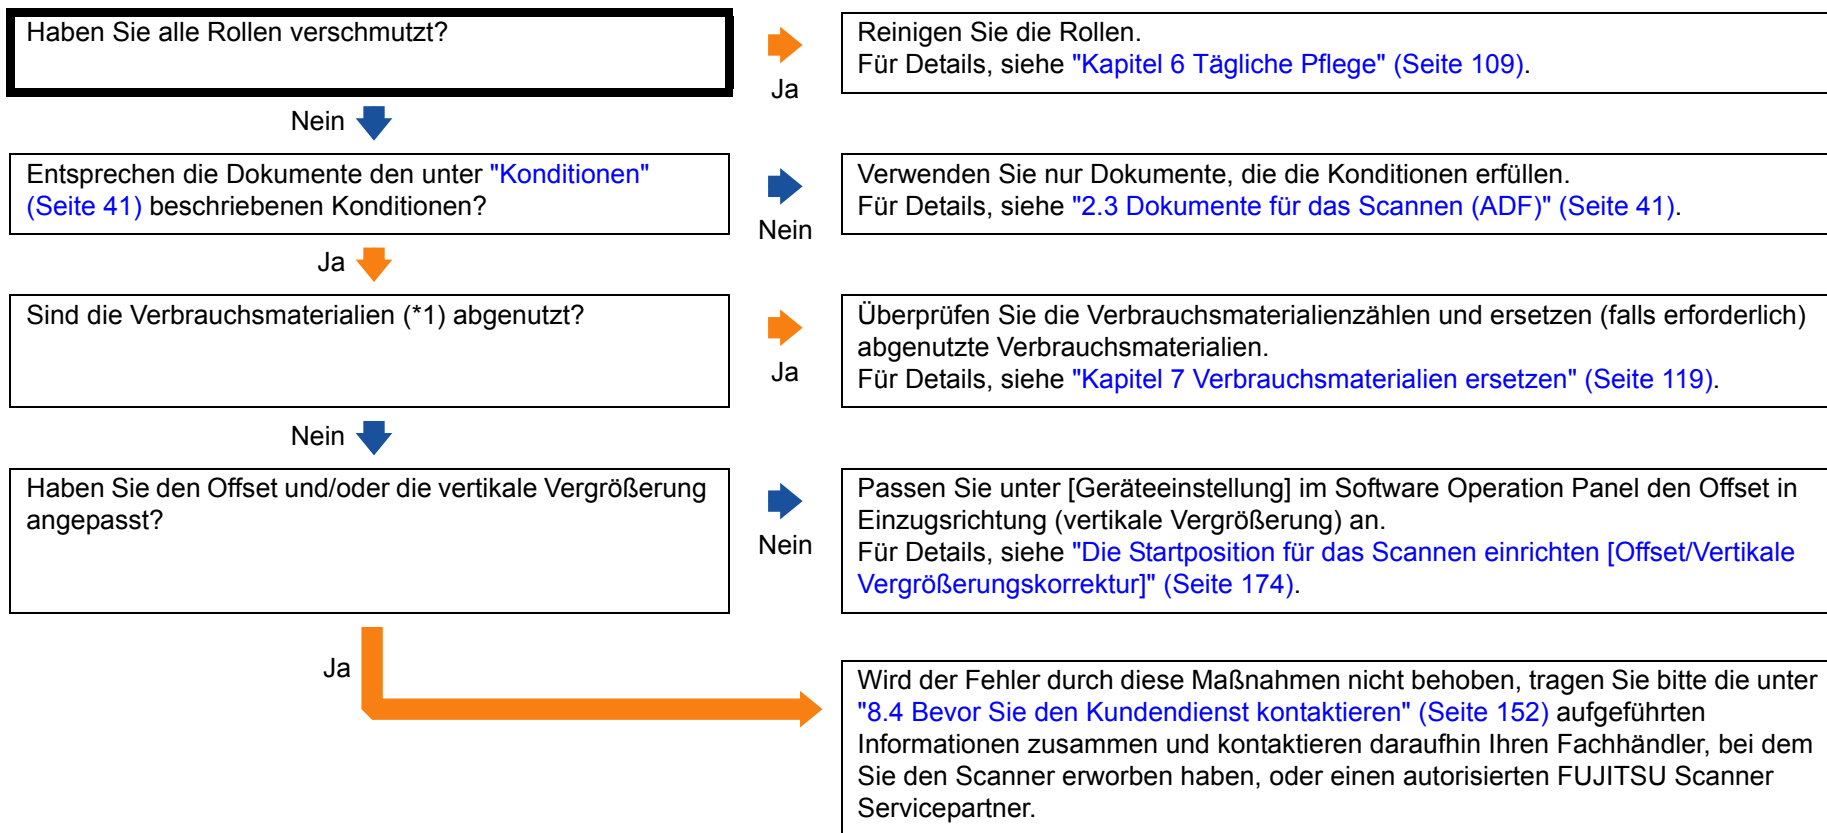 Haben Sie alle Rollen verschmutzt?
Ja
Reinigen Sie die Rollen.
Für Details, siehe "Kapitel 6 Tägliche Pflege" (Seite 109).
Nein
Entsprechen die Dokumente den unter "Konditionen"
(Seite 41) beschriebenen Konditionen?
Nein
Verwenden Sie nur Dokumente, die die Konditionen erfüllen.
Für Details, siehe "2.3 Dokumente für das Scannen (ADF)" (Seite 41).
Ja
Sind die Verbrauchsmaterialien (*1) abgenutzt?
Ja
Überprüfen Sie die Verbrauchsmaterialienzählen und ersetzen (falls erforderlich)
abgenutzte Verbrauchsmaterialien.
Für Details, siehe "Kapitel 7 Verbrauchsmaterialien ersetzen" (Seite 119).
Nein
Haben Sie den Offset und/oder die vertikale Vergrößerung
angepasst?
Nein
Passen Sie unter [Geräteeinstellung] im Software Operation Panel den Offset in
Einzugsrichtung (vertikale Vergrößerung) an.
Für Details, siehe "Die Startposition für das Scannen einrichten [Offset/Vertikale
Vergrößerungskorrektur]" (Seite 174).
Ja
Wird der Fehler durch diese Maßnahmen nicht behoben, tragen Sie bitte die unter
"8.4 Bevor Sie den Kundendienst kontaktieren" (Seite 152) aufgeführten
Informationen zusammen und kontaktieren daraufhin Ihren Fachhändler, bei dem
Sie den Scanner erworben haben, oder einen autorisierten FUJITSU Scanner
Servicepartner.